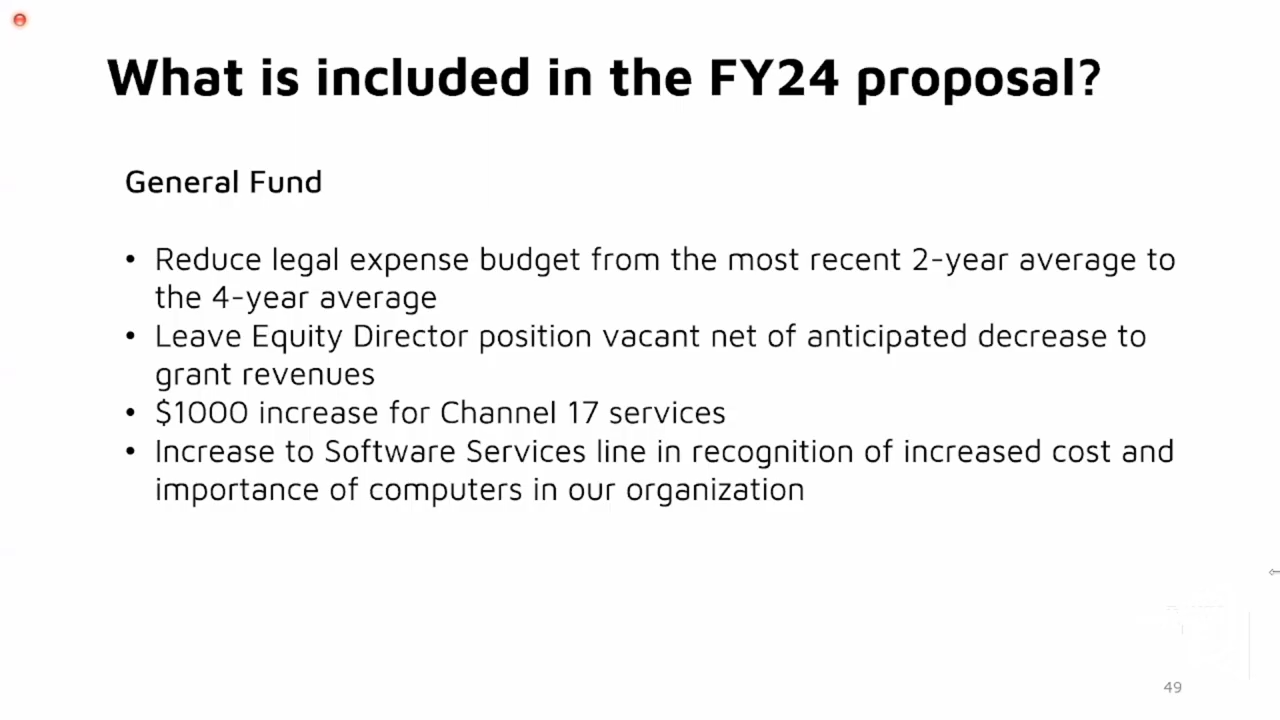 What is included in the FY24 proposal?
General Fund
• Reduce legal expense budget from the most recent 2-year average to
the 4-year average
• Leave Equity Director position vacant net of anticipated decrease to
grant revenues
• $1000 increase for Channel 17 services
• Increase to Software Services line in recognition of increased cost and
importance of computers in our organization
49